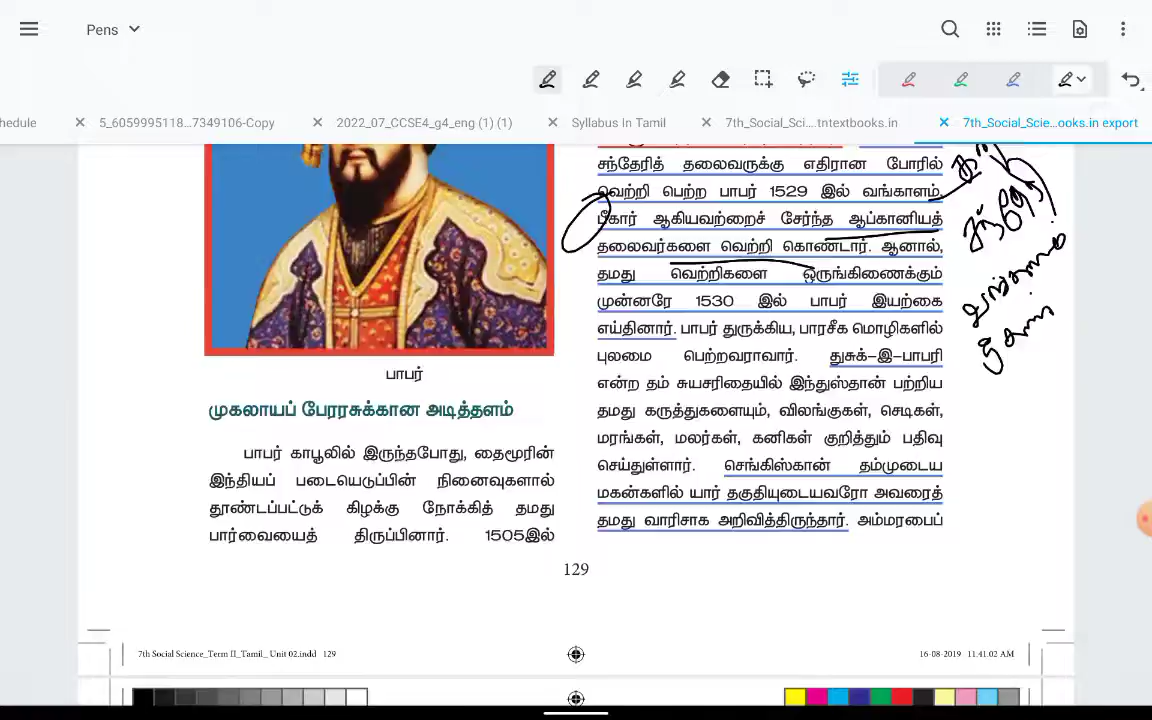 Pens
hedule
5_6059995118...7349106-Copy
2022_07_CCSE4_g4_eng (1) (1)
Syllabus In Tamil
7th_Social_Sci....tntextbooks.in
7th_Social_Scie...ooks.in export
பாபர்
முகலாயப் பேரரசுக்கான அடித்தளம்
பாபர் காபூலில் இருந்தபோது, தைமூரின்
இந்தியப் படையெடுப்பின் நினைவுகளால்
தூண்டப்பட்டுக் கிழக்கு நோக்கித் தமது
பார்வையைத் திருப்பினார். 1505இல்
சந்தேரித் தலைவருக்கு எதிரான போரில்
வெற்றி பெற்ற பாபர் 1529 இல் வங்காளம்,
பீகார் ஆகியவற்றைச் சேர்ந்த ஆப்கானியத்
தலைவர்களை வெற்றி கொண்டார். ஆனால்,
தமது வெற்றிகளை ஒருங்கிணைக்கும்
முன்னரே 1530 இல் பாபர் இயற்கை
எய்தினார். பாபர் துருக்கிய, பாரசீக மொழிகளில்
புலமை பெற்றவராவார். துசுக்-இ-பாபரி
என்ற தம் சுயசரிதையில் இந்துஸ்தான் பற்றிய
தமது கருத்துகளையும், விலங்குகள், செடிகள்,
மரங்கள், மலர்கள், கனிகள் குறித்தும் பதிவு
செய்துள்ளார். செங்கிஸ்கான் தம்முடைய
மகன்களில் யார் தகுதியுடையவரோ அவரைத்
தமது வாரிசாக அறிவித்திருந்தார். அம்மரபைப்
129
7th Social Science_Term II_Tamil_ Unit 02.indd 129
16-08-2019 11.41.02 AM